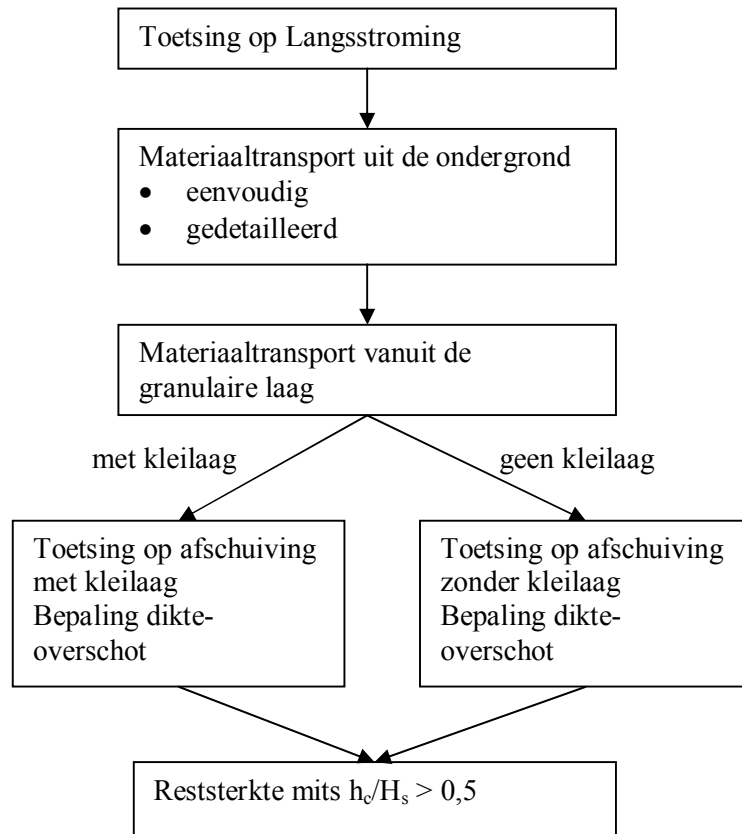 Toetsing op Langsstroming
Materiaaltransport uit de ondergrond
• eenvoudig
• gedetailleerd
Materiaaltransport vanuit de
granulaire laag
met kleilaag
geen kleilaag
Toetsing op afschuiving
met kleilaag
Bepaling dikte-
overschot
Toetsing op afschuiving
zonder kleilaag
Bepaling dikte-
overschot
Reststerkte mits hc/Hs > 0,5